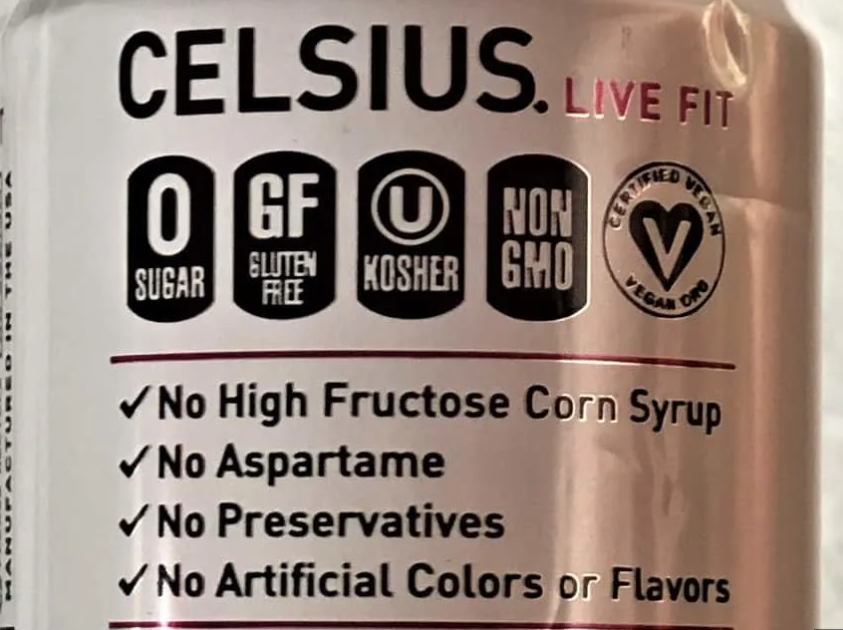 CELSIUS. LIVE FIT
0 SUGAR
GF GLUTEN FREE
U KOSHER
NON GMO
CERTIFIED VEGAN
V
VEGAN.ORG
✓No High Fructose Corn Syrup
✓No Aspartame
✓No Preservatives
✓No Artificial Colors or Flavors
MANUFACTURED IN THE USA